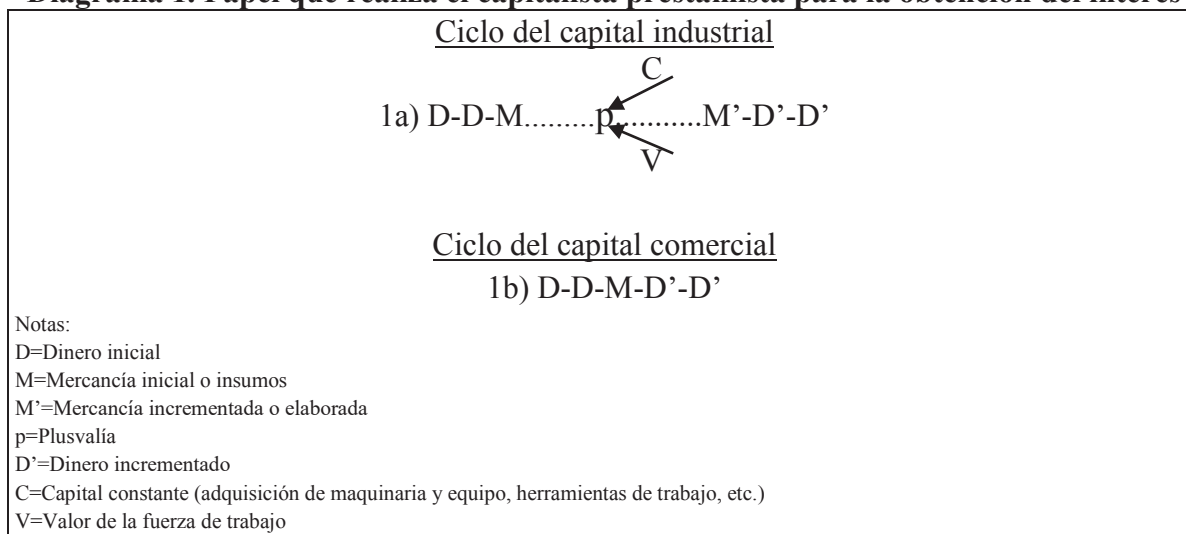 Diagrama 1. Papel que realiza el capitalista prestamista para la obtención del interés
Ciclo del capital industrial
C
1a) D-D-M.........p...........M’-D’-D’
V
Ciclo del capital comercial
1b) D-D-M-D’-D’
Notas:
D=Dinero inicial
M=Mercancía inicial o insumos
M’=Mercancía incrementada o elaborada
p=Plusvalía
D’=Dinero incrementado
C=Capital constante (adquisición de maquinaria y equipo, herramientas de trabajo, etc.)
V=Valor de la fuerza de trabajo